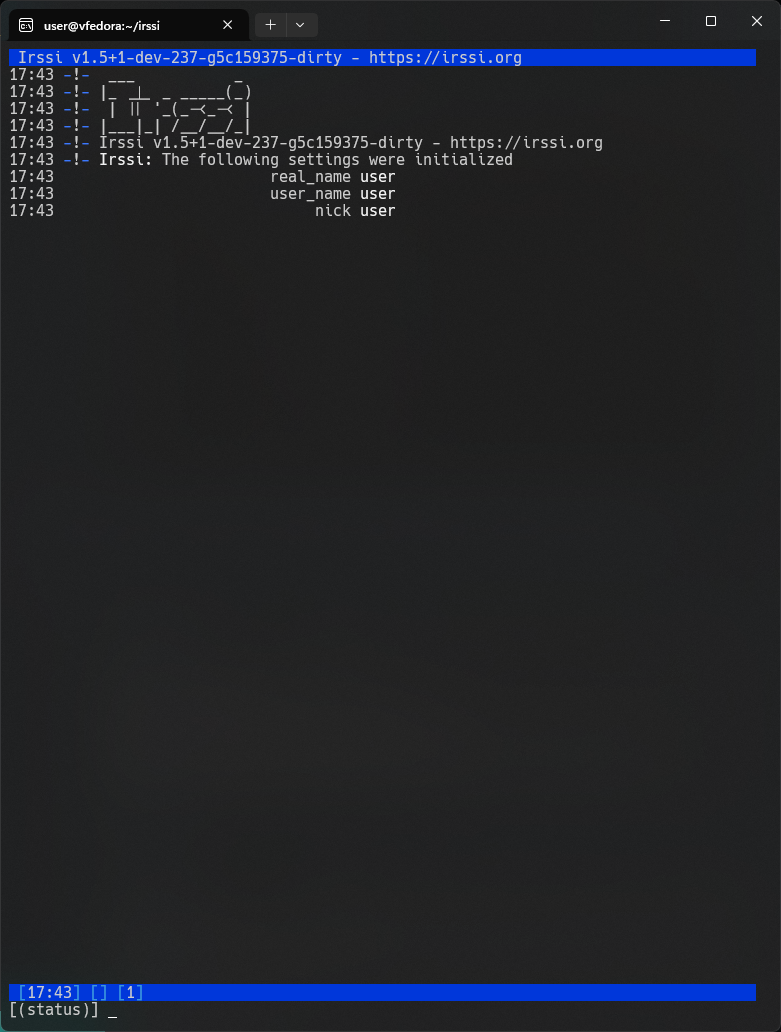 user@vfedora:~/irssi
Irssi v1.5+1-dev-237-g5c159375-dirty - https://irssi.org
17:43 -!-  ___           _
17:43 -!- |_ _|_ _ _____(_)
17:43 -!-  | || '_(_-<_-< |
17:43 -!- |___|_| /__/__/_|
17:43 -!- Irssi v1.5+1-dev-237-g5c159375-dirty - https://irssi.org
17:43 -!- Irssi: The following settings were initialized
17:43                        real_name user
17:43                        user_name user
17:43                             nick user
[17:43] [] [1]
[(status)] _